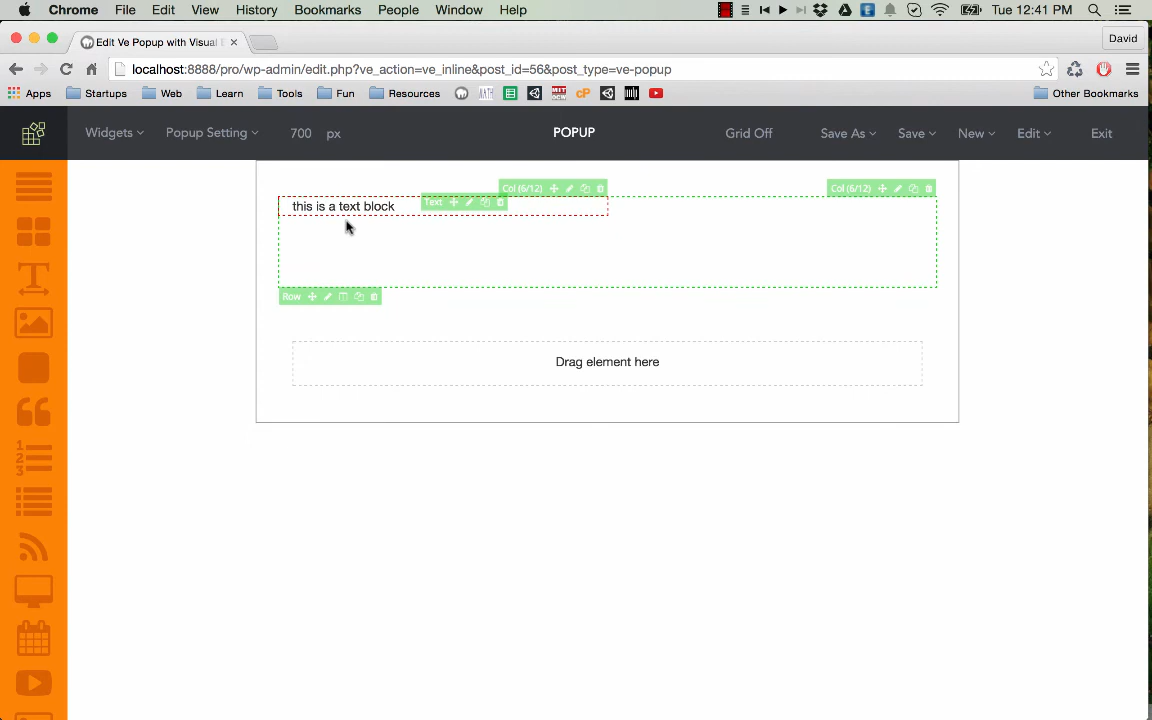 Chrome File Edit View History Bookmarks People Window Help Tue 12:41 PM
Edit Ve Popup with Visual David
localhost:8888/pro/wp-admin/edit.php?ve_action=ve_inline&post_id=56&post_type=ve-popup
Apps Startups Web Learn Tools Fun Resources Other Bookmarks
Widgets Popup Setting 700 px POPUP Grid Off Save As Save New Edit Exit
Col (6/12) Col (6/12)
this is a text block Text
Row
Drag element here